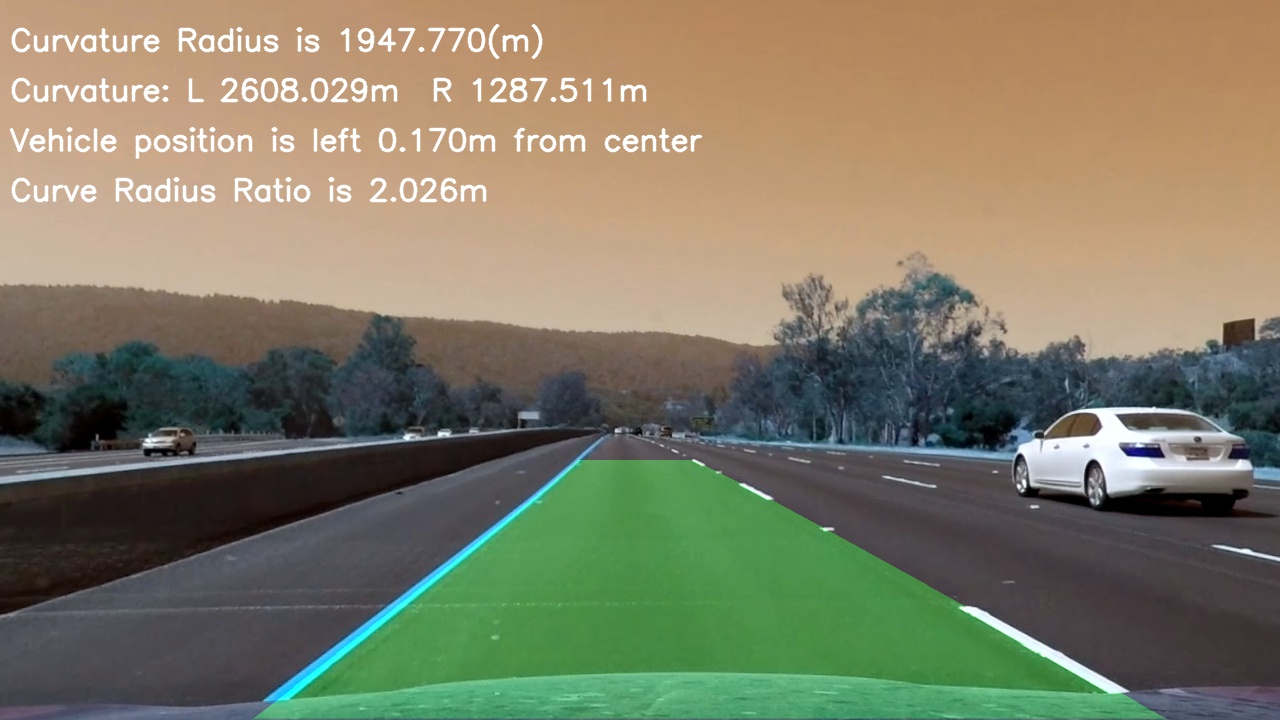 Curvature Radius is 1947.770(m)
Curvature: L 2608.029m R 1287.511m
Vehicle position is left 0.170m from center
Curve Radius Ratio is 2.026m